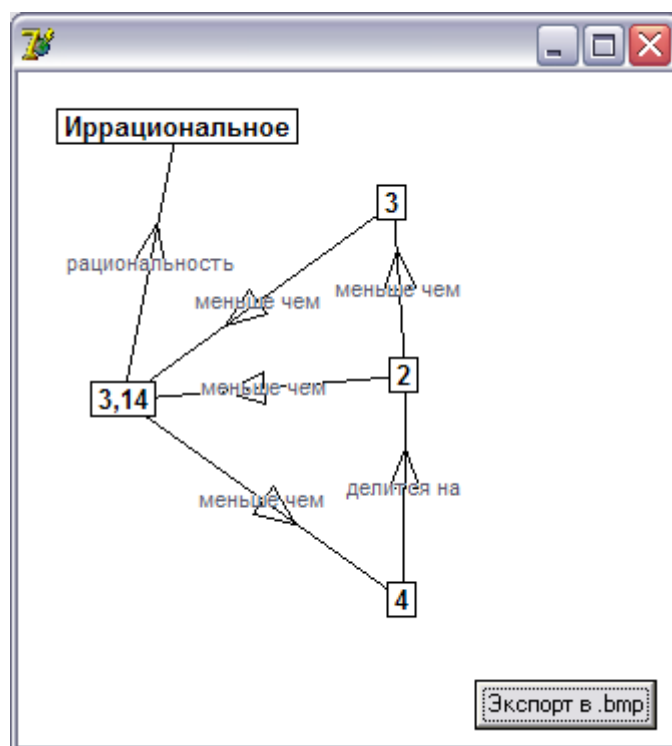 Иррациональное
3
рациональность
меньше чем
меньше чем
3,14
меньше чем
2
меньше чем
делится на
4
Экспорт в .bmp